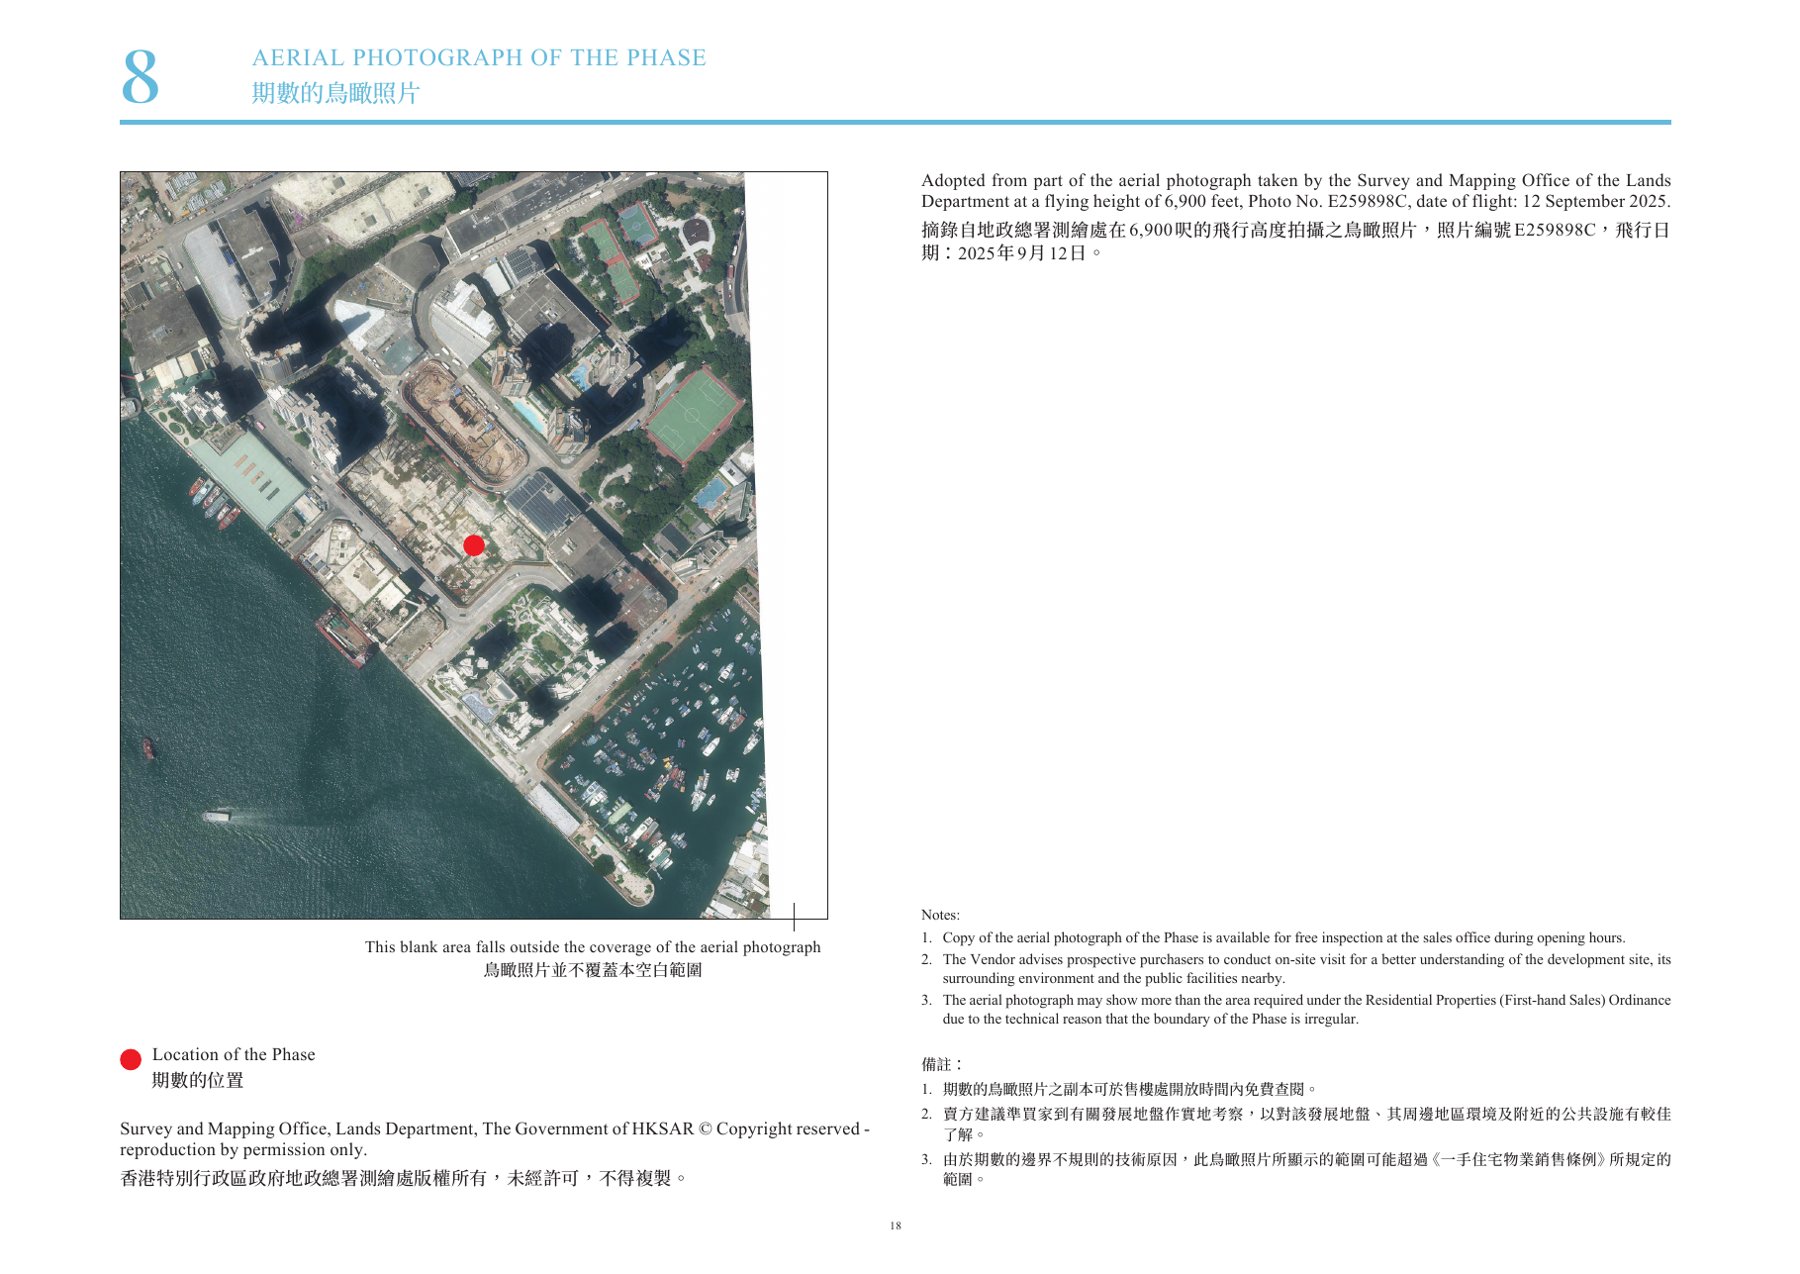 8
AERIAL PHOTOGRAPH OF THE PHASE
期數的鳥瞰照片
Adopted from part of the aerial photograph taken by the Survey and Mapping Office of the Lands
Department at a flying height of 6,900 feet, Photo No. E259898C, date of flight: 12 September 2025.
摘錄自地政總署測繪處在6,900呎的飛行高度拍攝之鳥瞰照片，照片編號E259898C，飛行日
期：2025年9月12日。
This blank area falls outside the coverage of the aerial photograph
鳥瞰照片並不覆蓋本空白範圍
Location of the Phase
期數的位置
Survey and Mapping Office, Lands Department, The Government of HKSAR © Copyright reserved -
reproduction by permission only.
香港特別行政區政府地政總署測繪處版權所有，未經許可，不得複製。
Notes:
1. Copy of the aerial photograph of the Phase is available for free inspection at the sales office during opening hours.
2. The Vendor advises prospective purchasers to conduct on-site visit for a better understanding of the development site, its
surrounding environment and the public facilities nearby.
3. The aerial photograph may show more than the area required under the Residential Properties (First-hand Sales) Ordinance
due to the technical reason that the boundary of the Phase is irregular.
備註：
1. 期數的鳥瞰照片之副本可於售樓處開放時間內免費查閱。
2. 賣方建議準買家到有關發展地盤作實地考察，以對該發展地盤、其周邊地區環境及附近的公共設施有較佳
了解。
3. 由於期數的邊界不規則的技術原因，此鳥瞰照片所顯示的範圍可能超過《一手住宅物業銷售條例》所規定的
範圍。
18